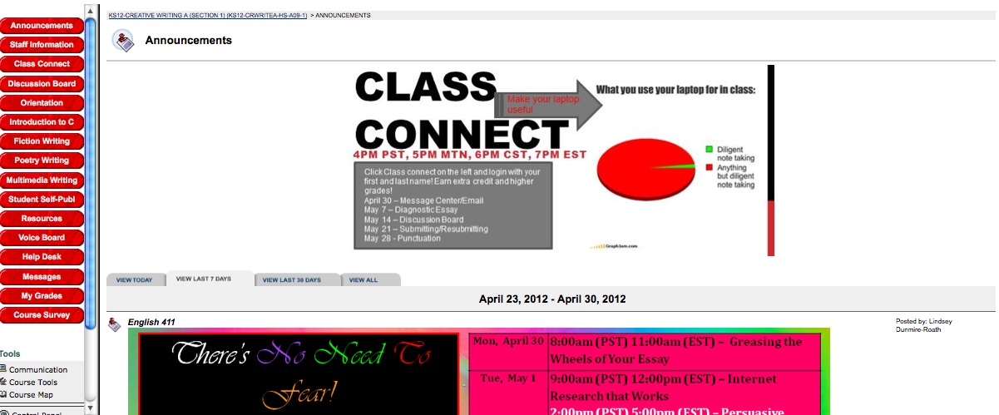 KS12-CREATIVE WRITING A (SECTION 1) (KS12-CRWRITEA-HS-A09-1) > ANNOUNCEMENTS
Announcements
Announcements
Staff Information
Class Connect
Discussion Board
Orientation
Introduction to C
Fiction Writing
Poetry Writing
Multimedia Writing
Student Self-Publ
Resources
Voice Board
Help Desk
Messages
My Grades
Course Survey
Tools
Communication
Course Tools
Course Map
Control Panel
CLASS
CONNECT
Make your laptop
useful
4PM PST, 5PM MTN, 6PM CST, 7PM EST
Click Class connect on the left and login with your
first and last name! Earn extra credit and higher
grades!
April 30 – Message Center/Email
May 7 – Diagnostic Essay
May 14 – Discussion Board
May 21 – Submitting/Resubmitting
May 28 - Punctuation
What you use your laptop for in class:
Diligent
note taking
Anything
but diligent
note taking
GraphJam.com
VIEW TODAY
VIEW LAST 7 DAYS
VIEW LAST 30 DAYS
VIEW ALL
April 23, 2012 - April 30, 2012
English 411
Posted by: Lindsey
Dunmire-Roath
There's No Need To
Fear!
Mon, April 30
8:00am (PST) 11:00am (EST) – Greasing the
Wheels of Your Essay
Tue, May 1
9:00am (PST) 12:00pm (EST) – Internet
Research that Works
2:00pm (PST) 5:00pm (EST) – Persuasive